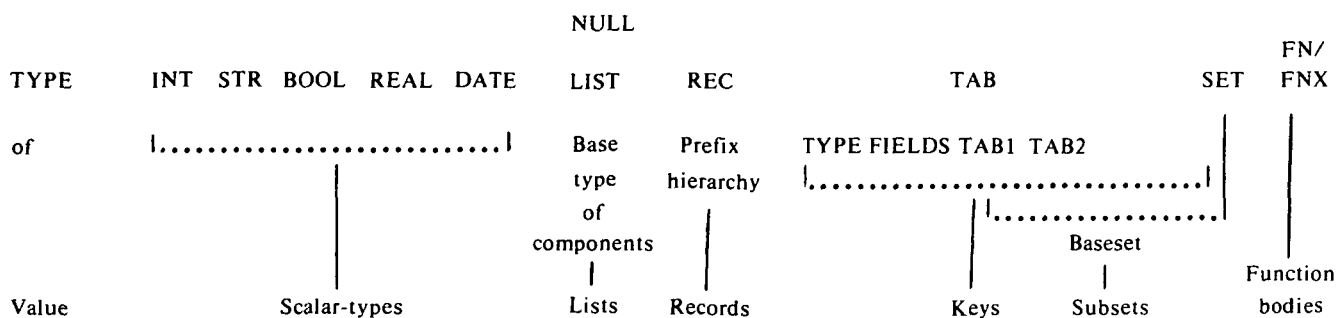 NULL
FN/
TYPE INT STR BOOL REAL DATE LIST REC TAB SET FNX
of Base Prefix TYPE FIELDS TAB1 TAB2
type hierarchy
of
components Baseset
Function
Value Scalar-types Lists Records Keys Subsets bodies